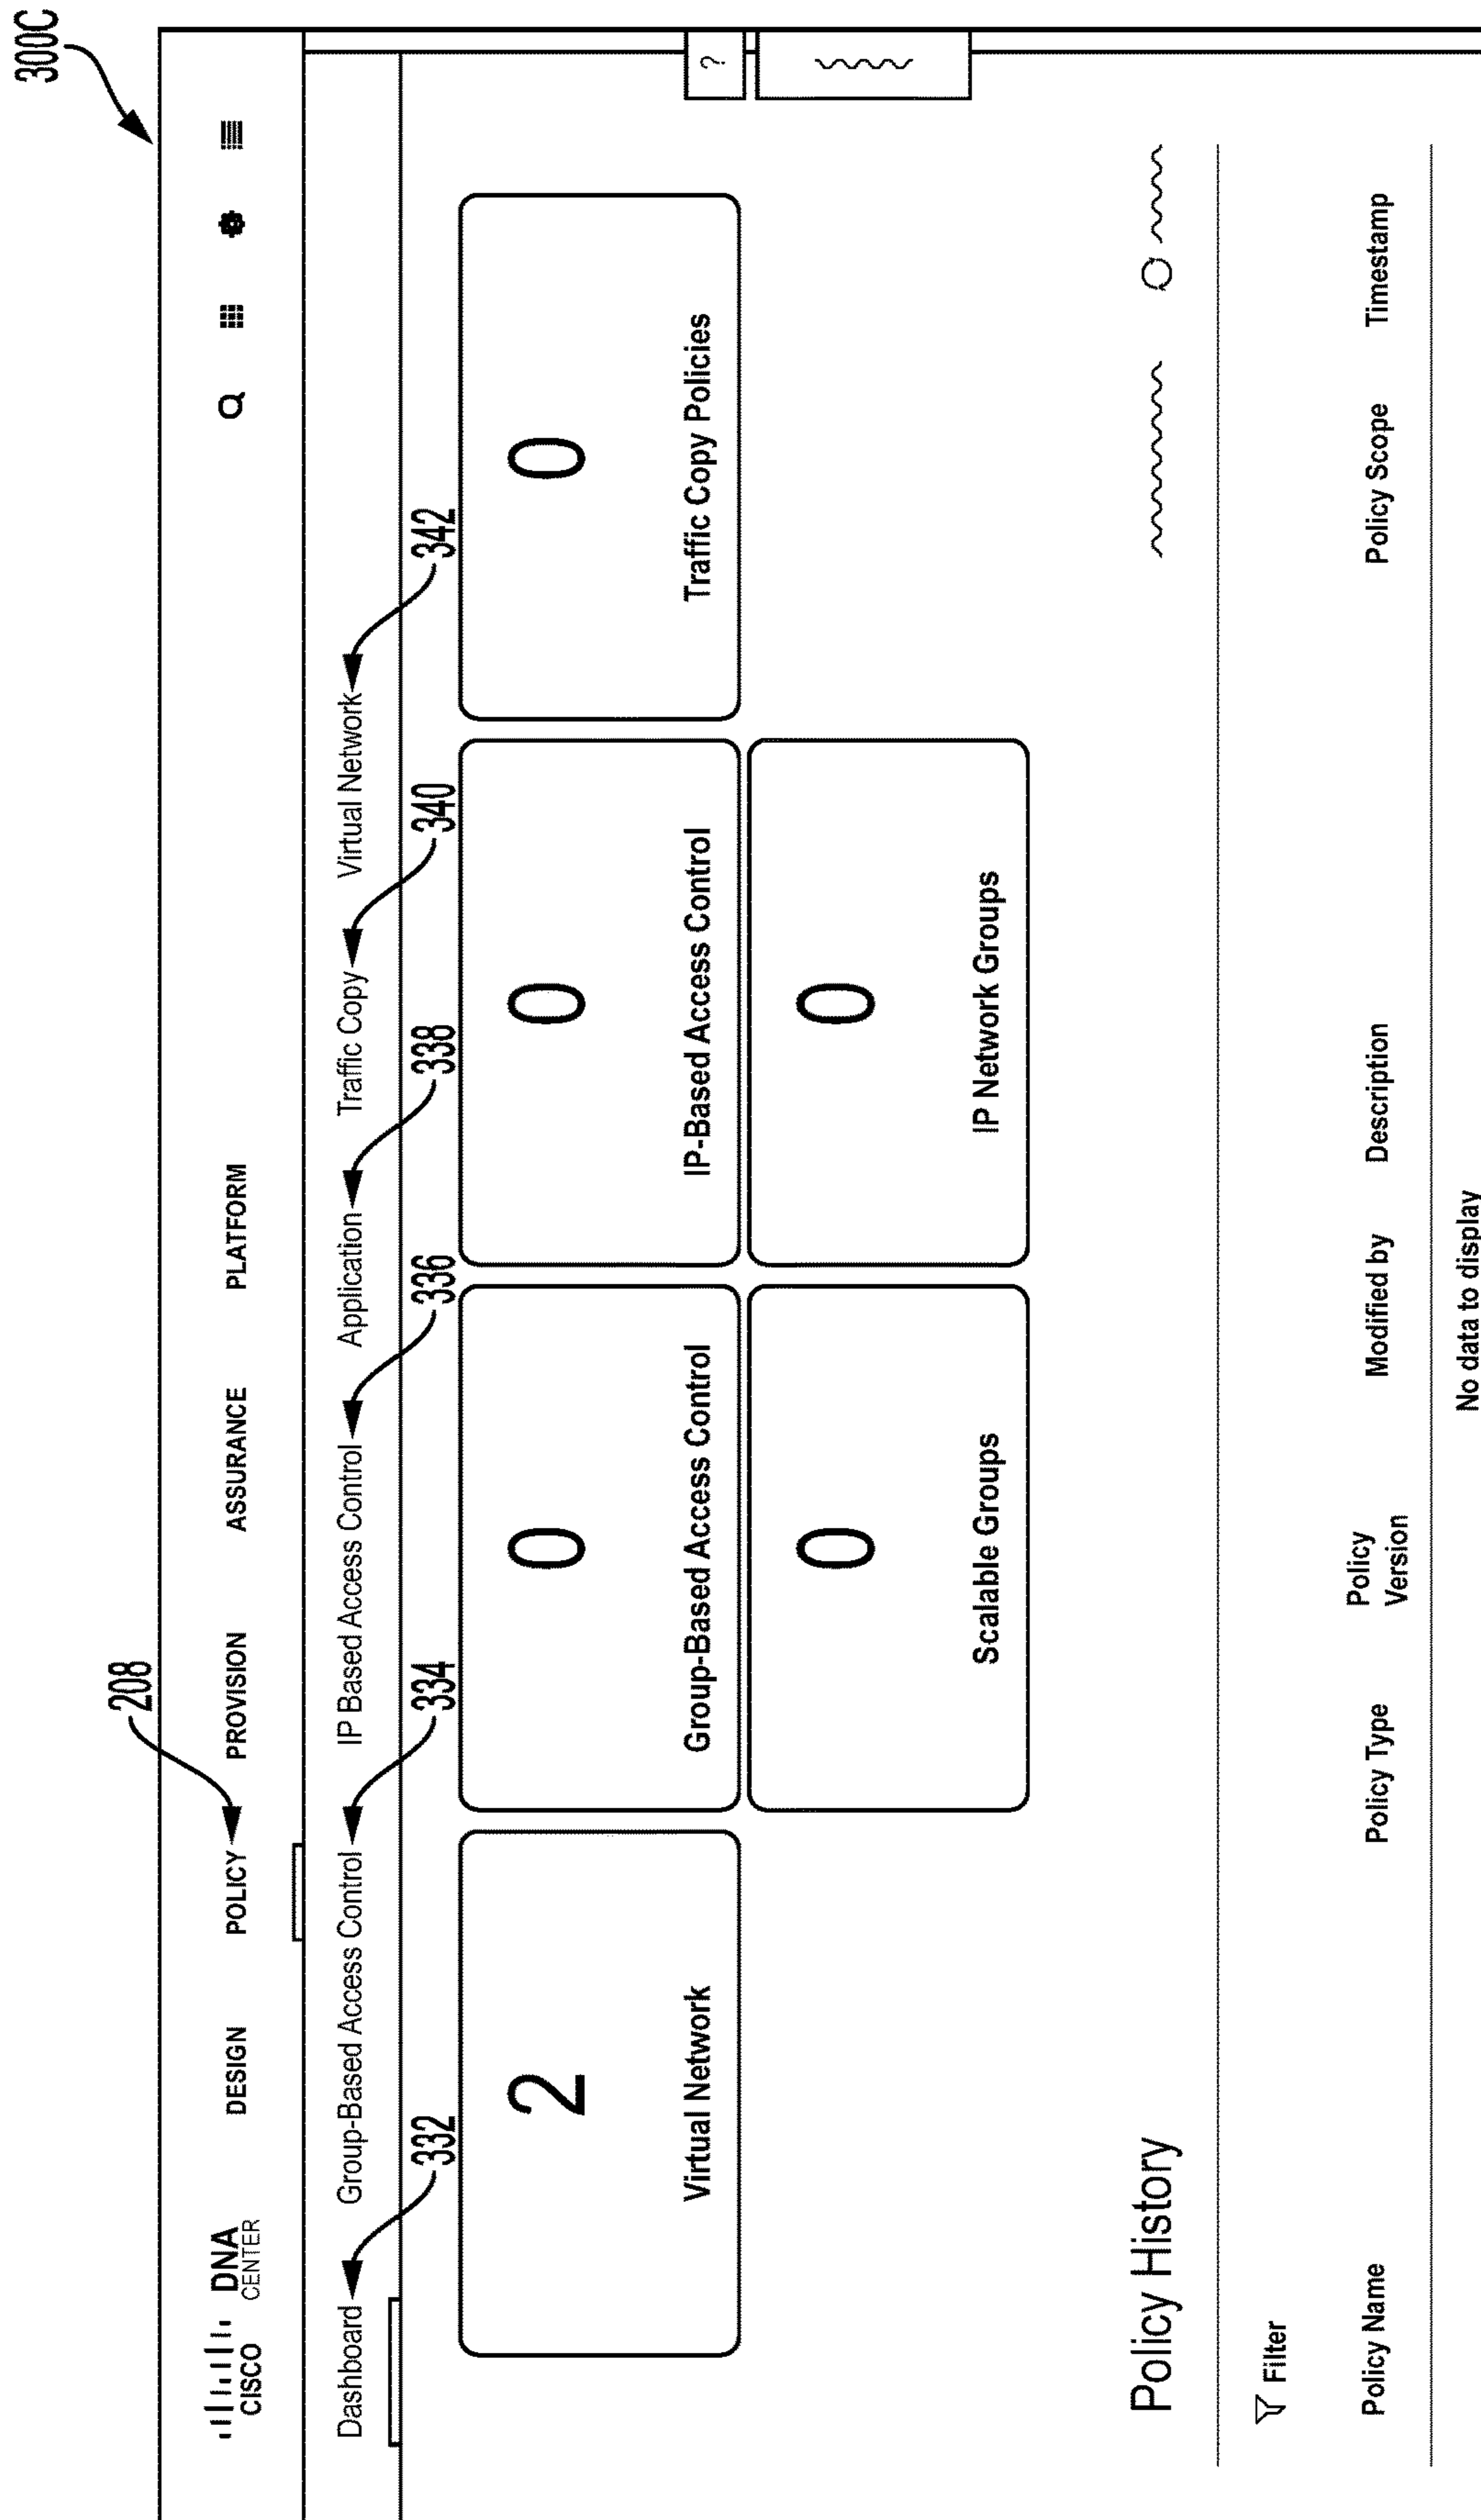 300C
208
CISCO DNA CENTER
DESIGN POLICY PROVISION ASSURANCE PLATFORM
Dashboard Group-Based Access Control IP Based Access Control Application Traffic Copy Virtual Network
332 334 336 338 340 342
2 0 0 0
Virtual Network Group-Based Access Control IP-Based Access Control Traffic Copy Policies
?
0 0
Scalable Groups IP Network Groups
Policy History
Filter
Policy Name Policy Type Policy Version Modified by Description Policy Scope Timestamp
No data to display